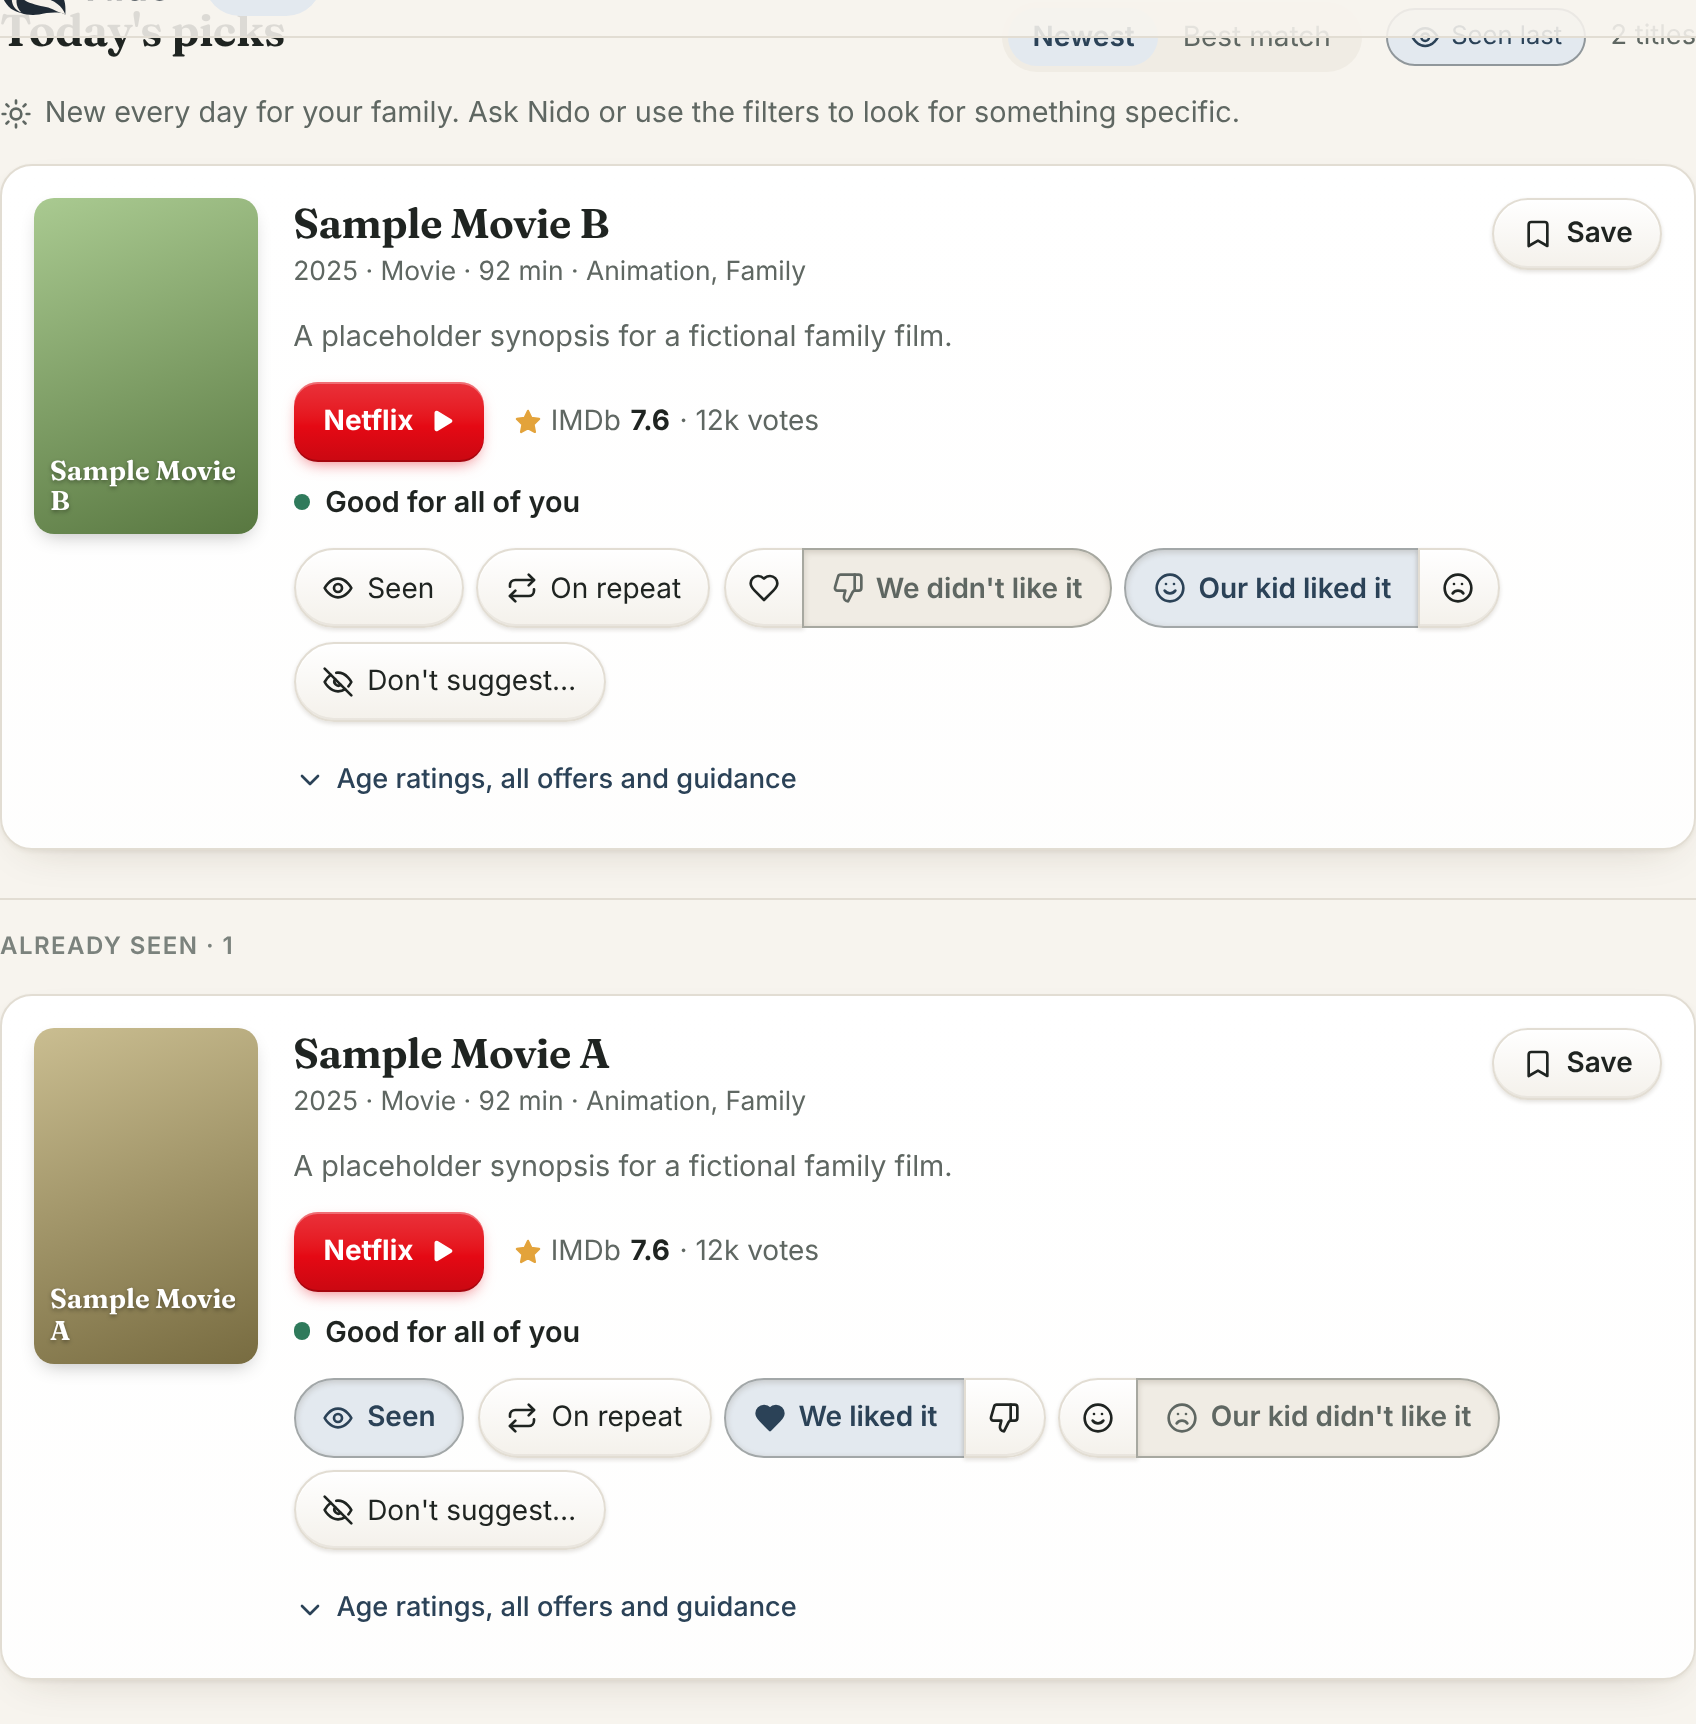 Today's picks
Newest Best match Seen last 2 titles
New every day for your family. Ask Nido or use the filters to look for something specific.
Sample Movie B
Save
2025 · Movie · 92 min · Animation, Family
A placeholder synopsis for a fictional family film.
Netflix IMDb 7.6 · 12k votes
Sample Movie
B
Good for all of you
Seen On repeat We didn't like it Our kid liked it
Don't suggest...
Age ratings, all offers and guidance
ALREADY SEEN · 1
Sample Movie A
Save
2025 · Movie · 92 min · Animation, Family
A placeholder synopsis for a fictional family film.
Netflix IMDb 7.6 · 12k votes
Sample Movie
A
Good for all of you
Seen On repeat We liked it Our kid didn't like it
Don't suggest...
Age ratings, all offers and guidance